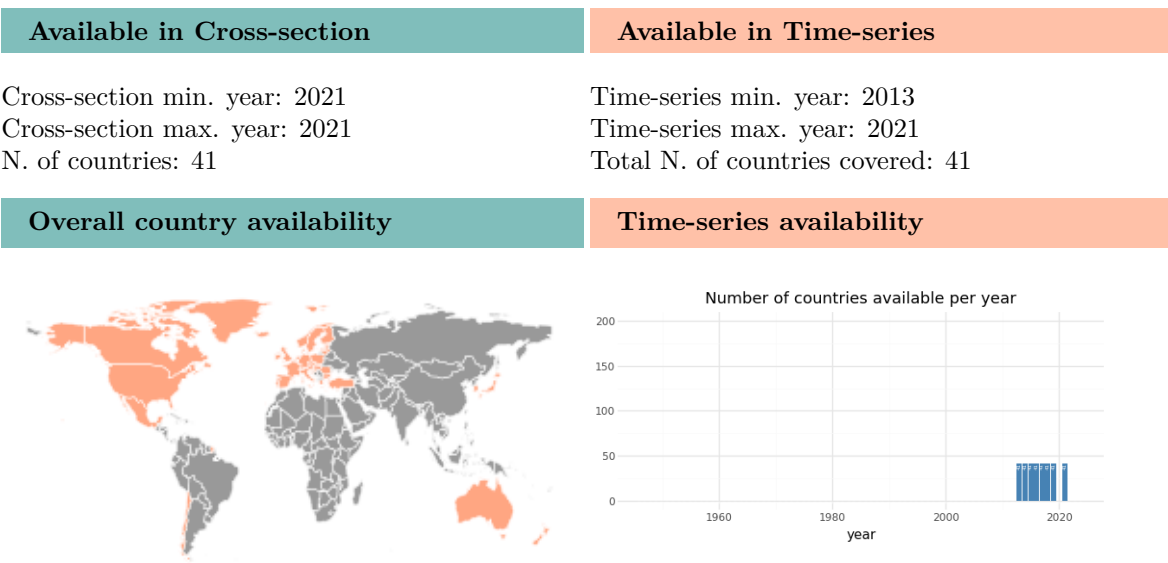 Available in Cross-section
Available in Time-series
Cross-section min. year: 2021
Cross-section max. year: 2021
N. of countries: 41
Time-series min. year: 2013
Time-series max. year: 2021
Total N. of countries covered: 41
Overall country availability
Time-series availability
Number of countries available per year
200
150
100
50
0
1960
1980
2000
2020
year